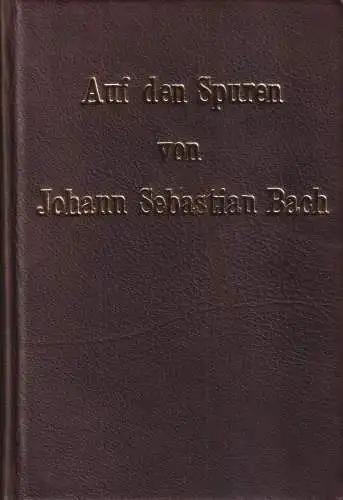 Auf den Spuren
von
Johann Sebastian Bach